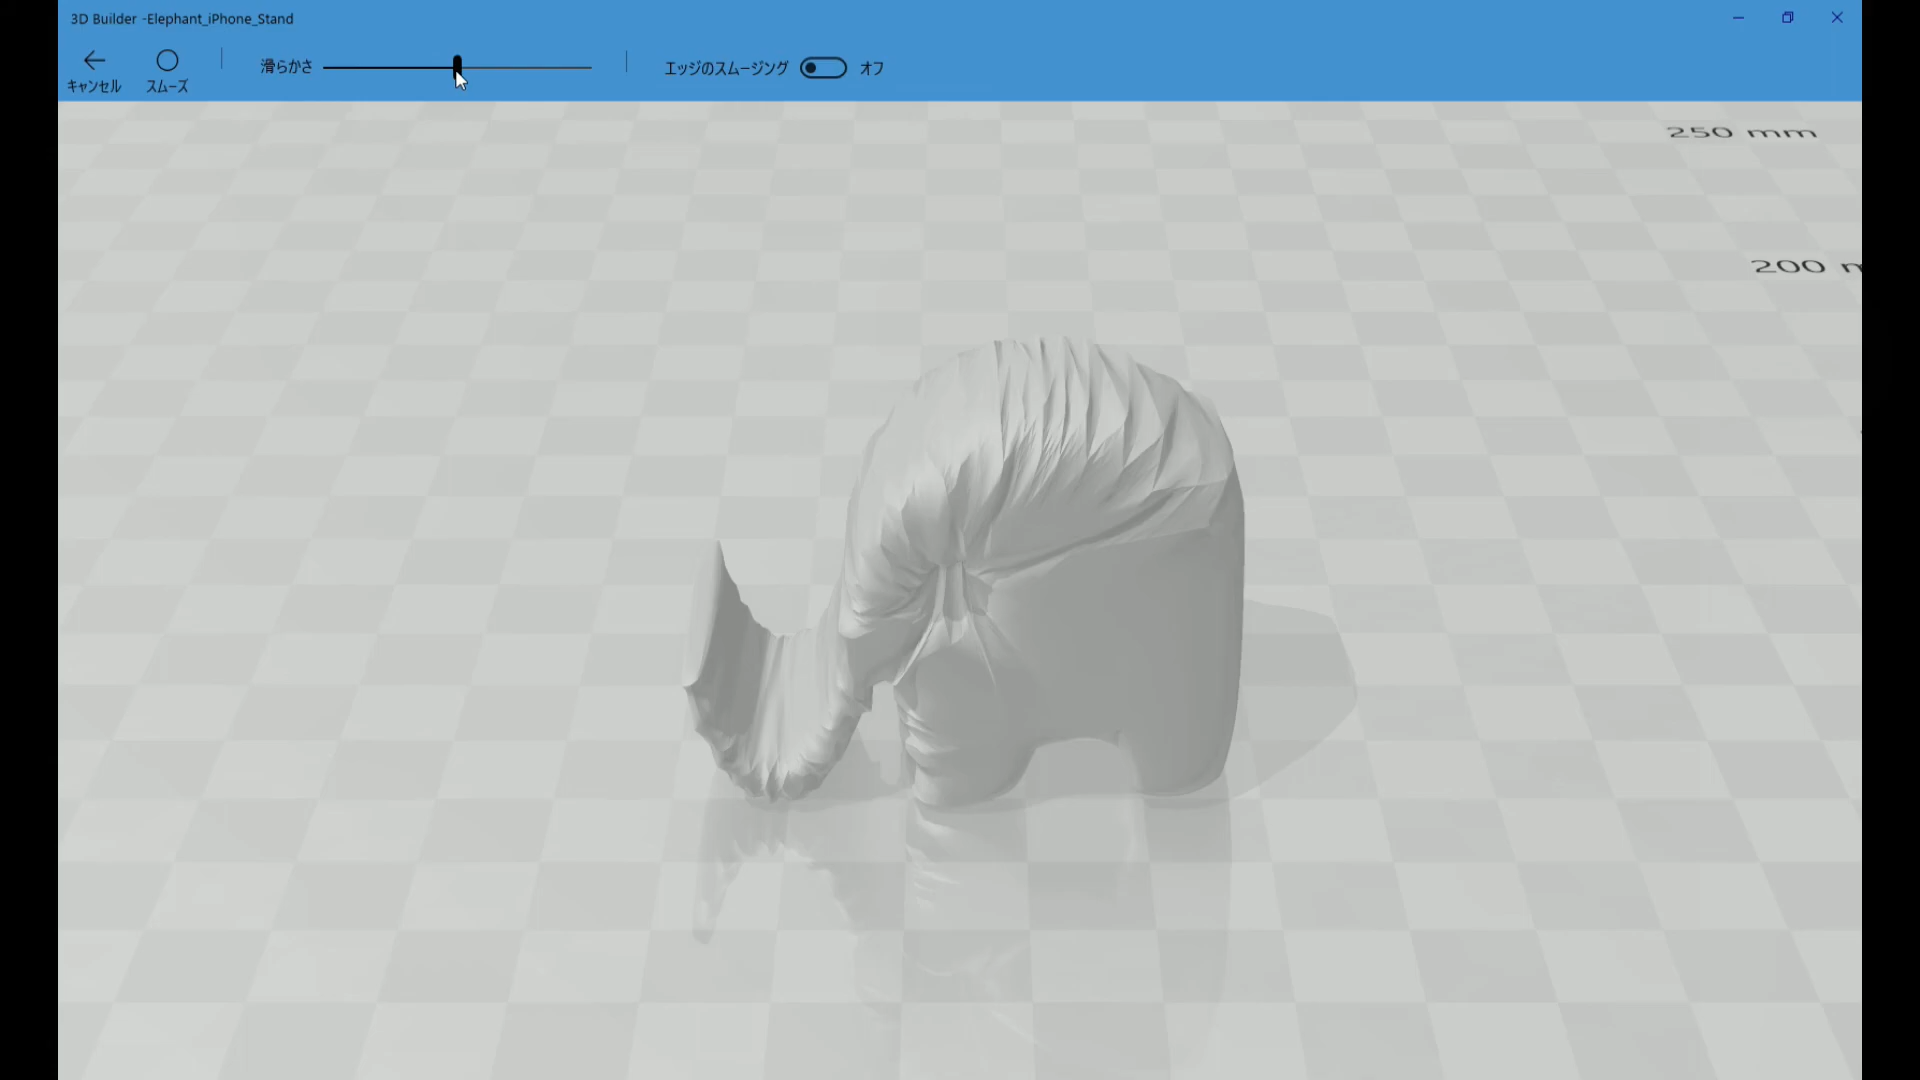 3D Builder -Elephant_iPhone_Stand
キャンセル
スムーズ
滑らかさ
エッジのスムージング
オフ
250 mm
200 m